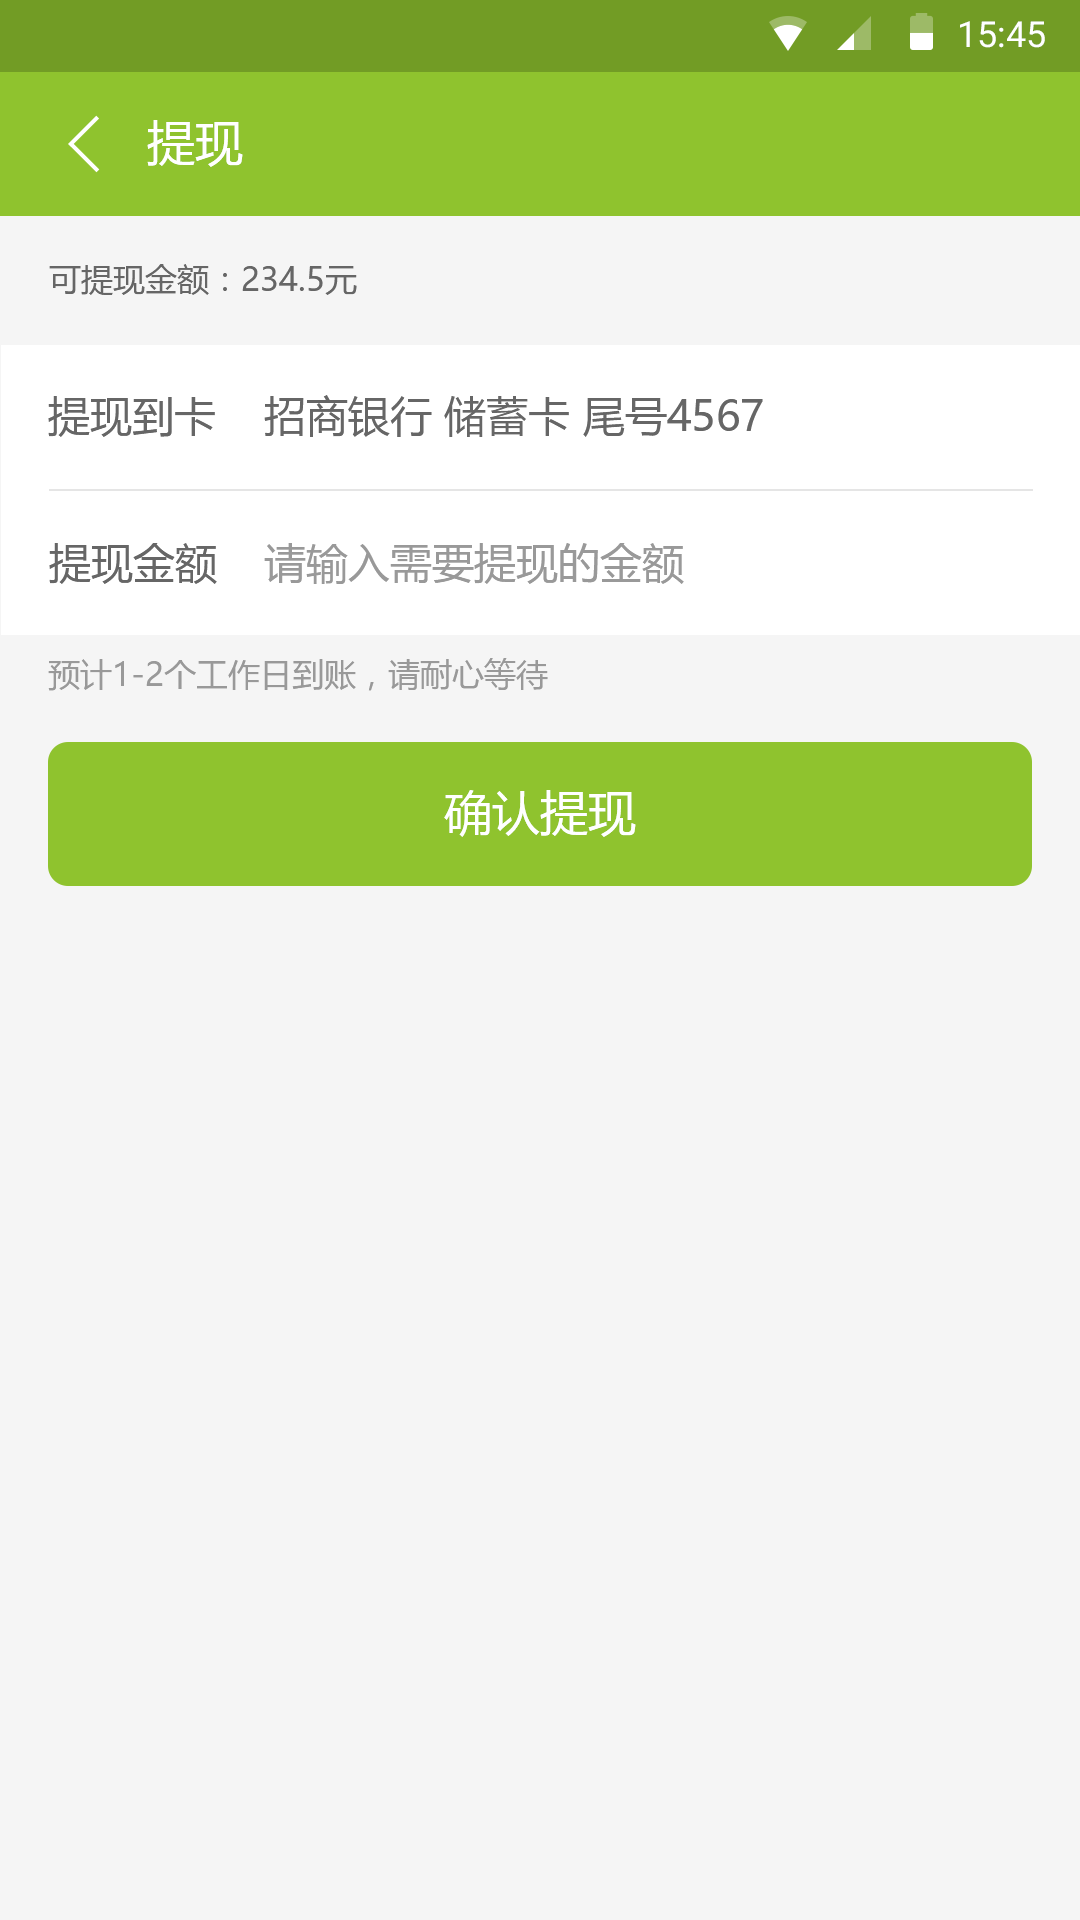 15:45
提现
可提现金额：234.5元
提现到卡 招商银行 储蓄卡 尾号4567
提现金额 请输入需要提现的金额
预计1-2个工作日到账，请耐心等待
确认提现